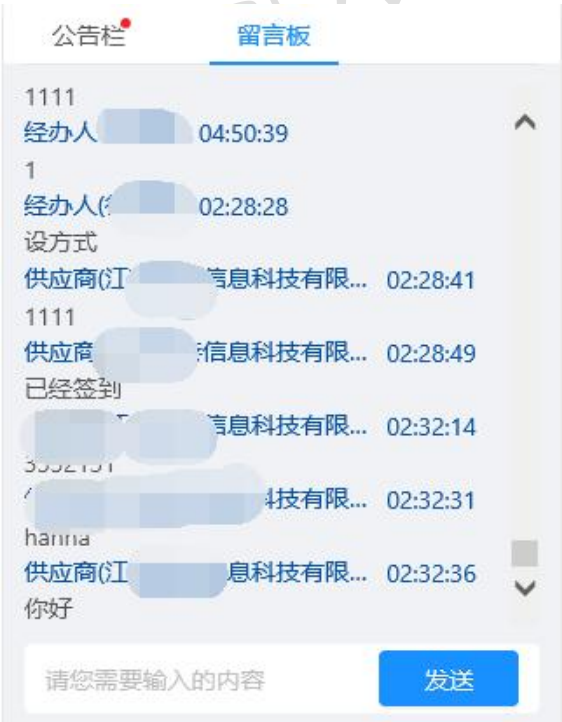 公告栏 留言板
1111
经办人 04:50:39
1
经办人( 02:28:28
设方式
供应商(江 信息科技有限... 02:28:41
1111
供应商 信息科技有限... 02:28:49
已经签到
信息科技有限... 02:32:14
科技有限... 02:32:31
hanna
供应商(江 息科技有限... 02:32:36
你好
请您需要输入的内容 发送